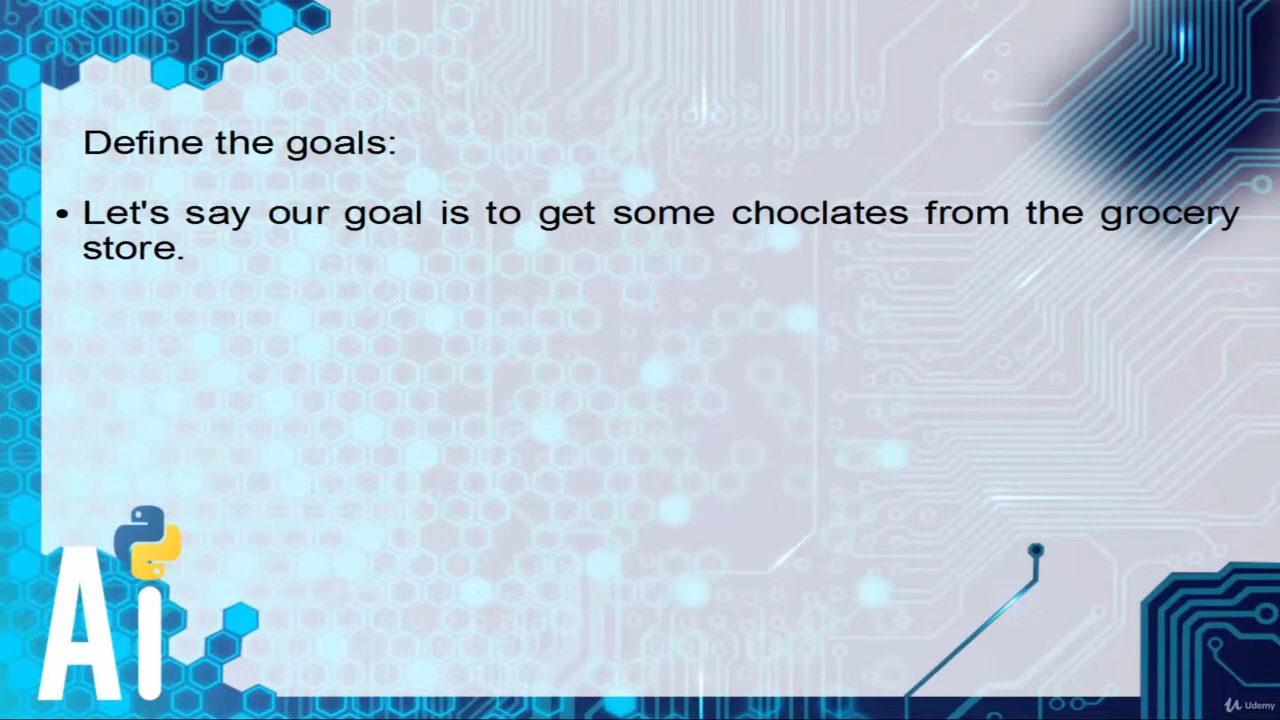 Define the goals:
• Let's say our goal is to get some choclates from the grocery
store.
Ai
Udemy